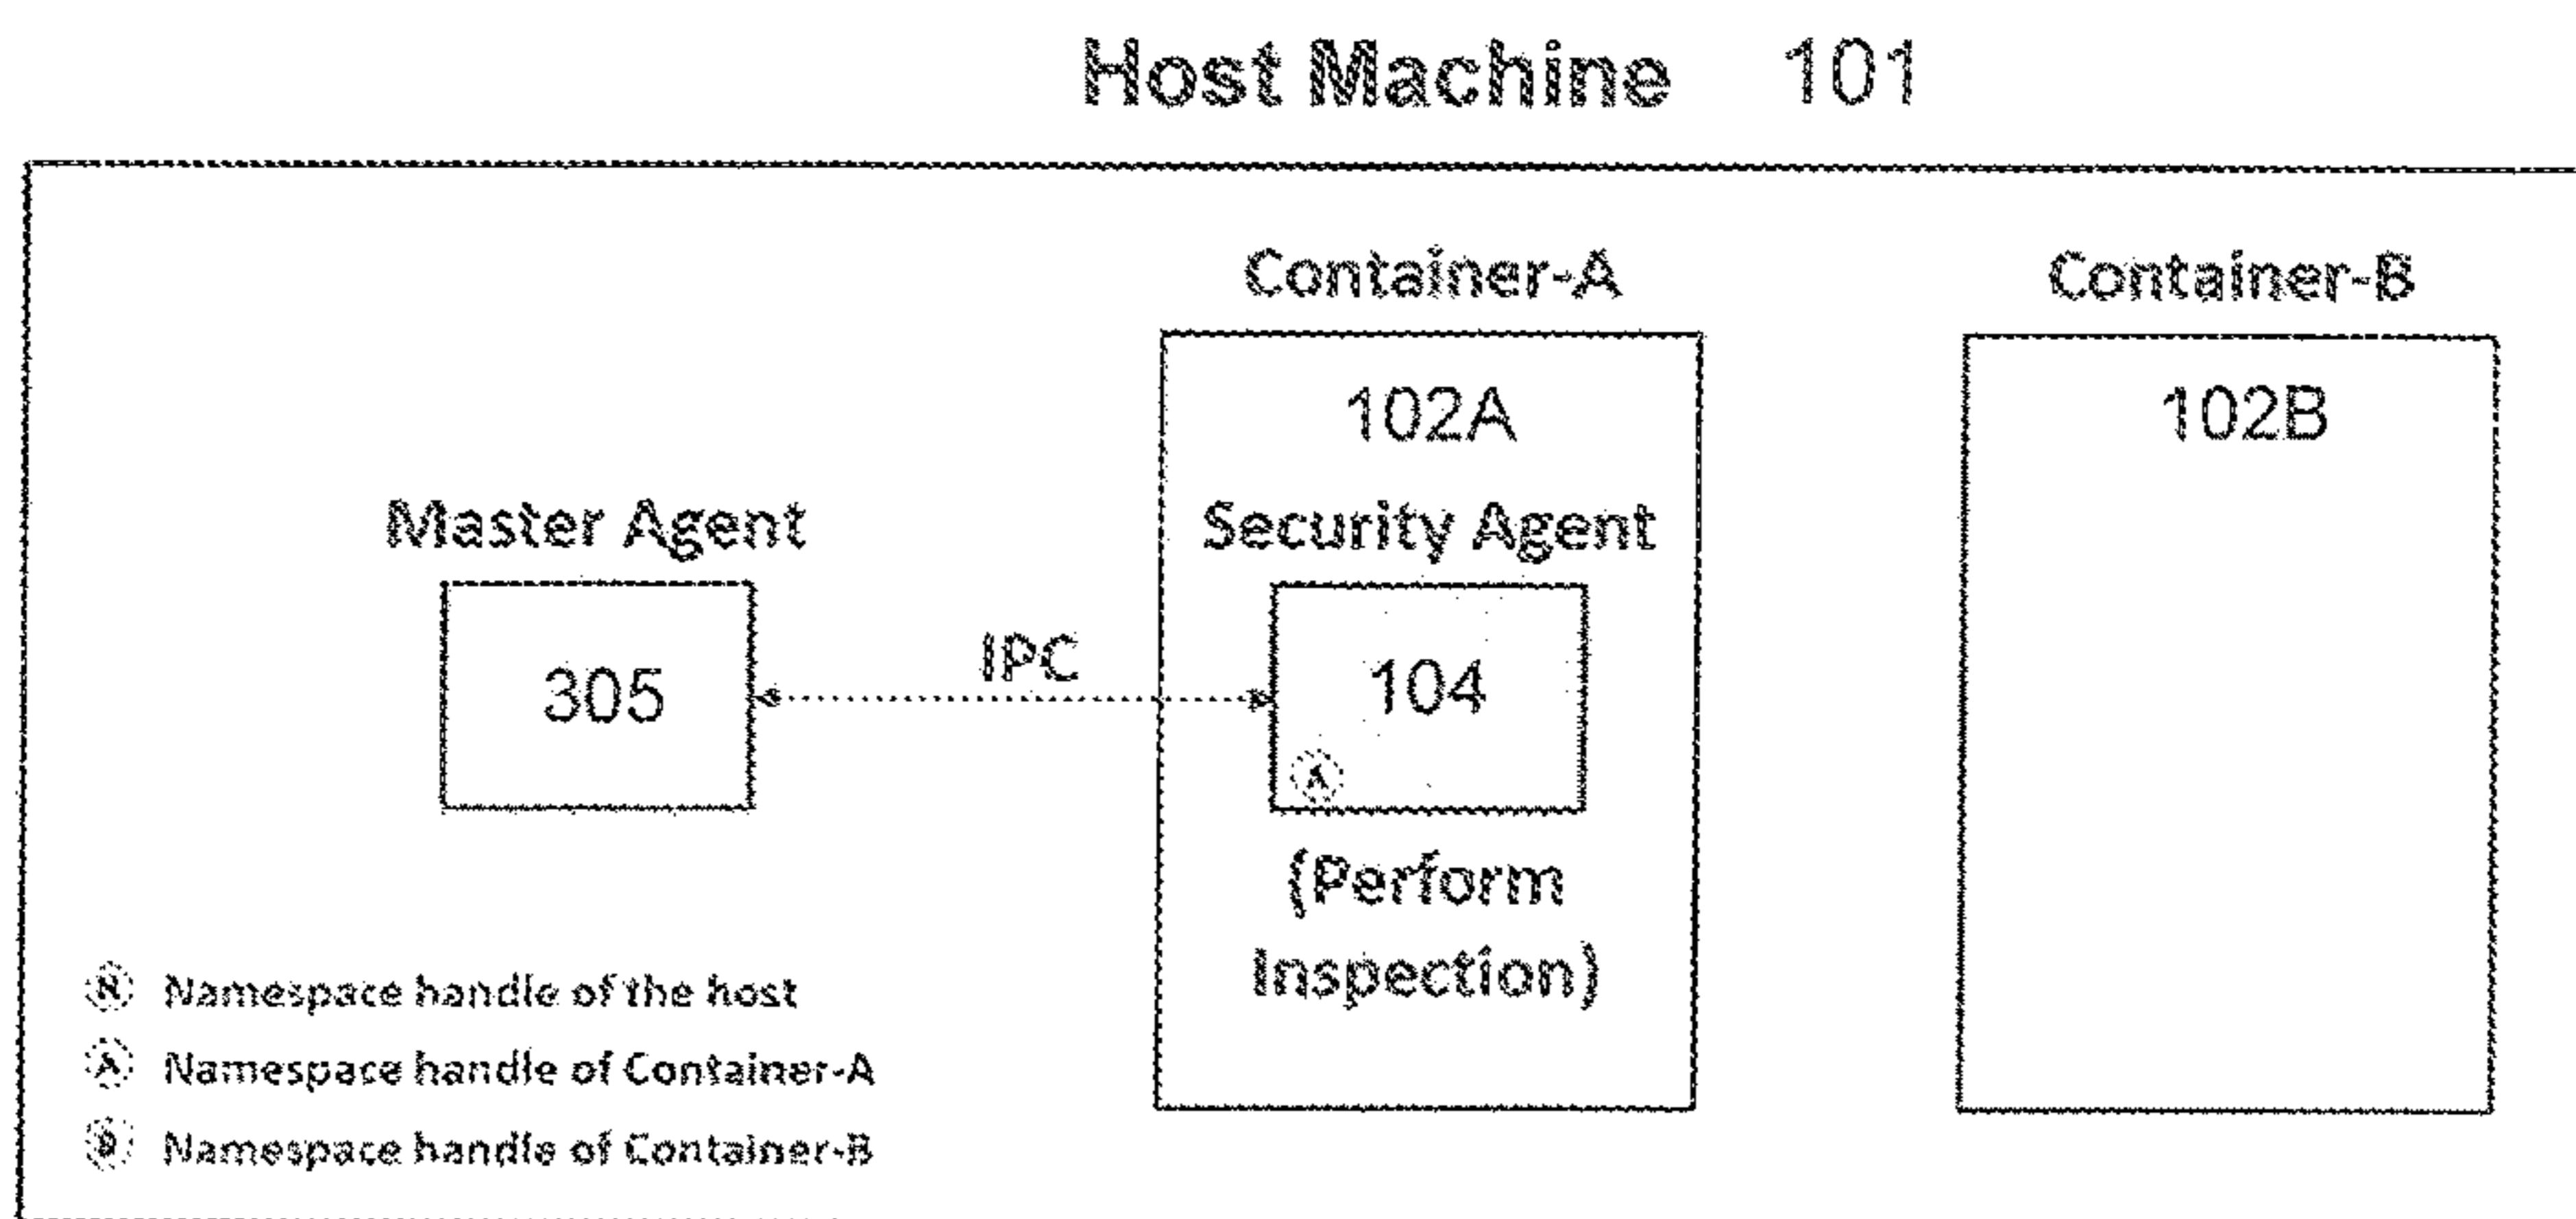 Host Machine 101
Container-A
Container-B
102A
102B
Master Agent
Security Agent
IPC
305
104
A
(Perform
Inspection)
Namespace handle of the host
A Namespace handle of Container-A
B Namespace handle of Container-B